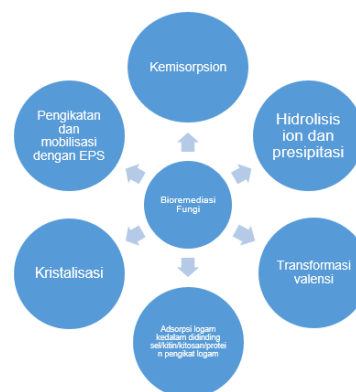 Kemisorpsion
Pengikatan
dan
mobilisasi
dengan EPS
Hidrolisis
ion dan
presipitasi
Bioremediasi
Fungi
Kristalisasi
Transformasi
valensi
Adsorpsi logam
kedalam didinding
sel/kitin/kitosan/protei
n pengikat logam